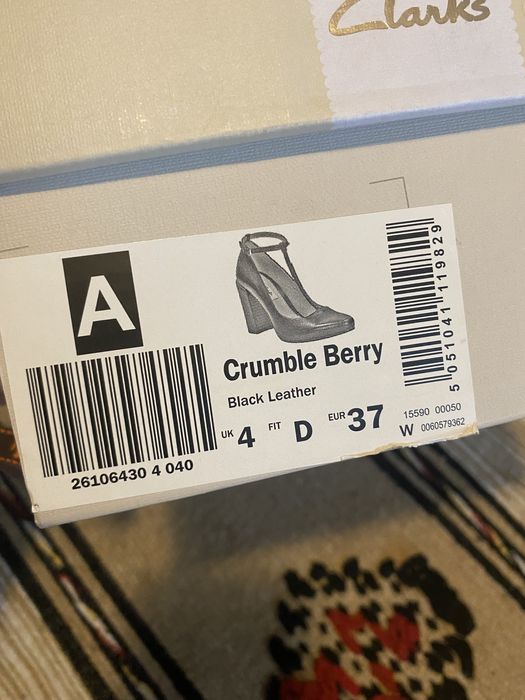 Clarks
A
Crumble Berry
Black Leather
UK 4 FIT D EUR 37
26106430 4 040
5 051041 119829
15590 00050
W 0060579362